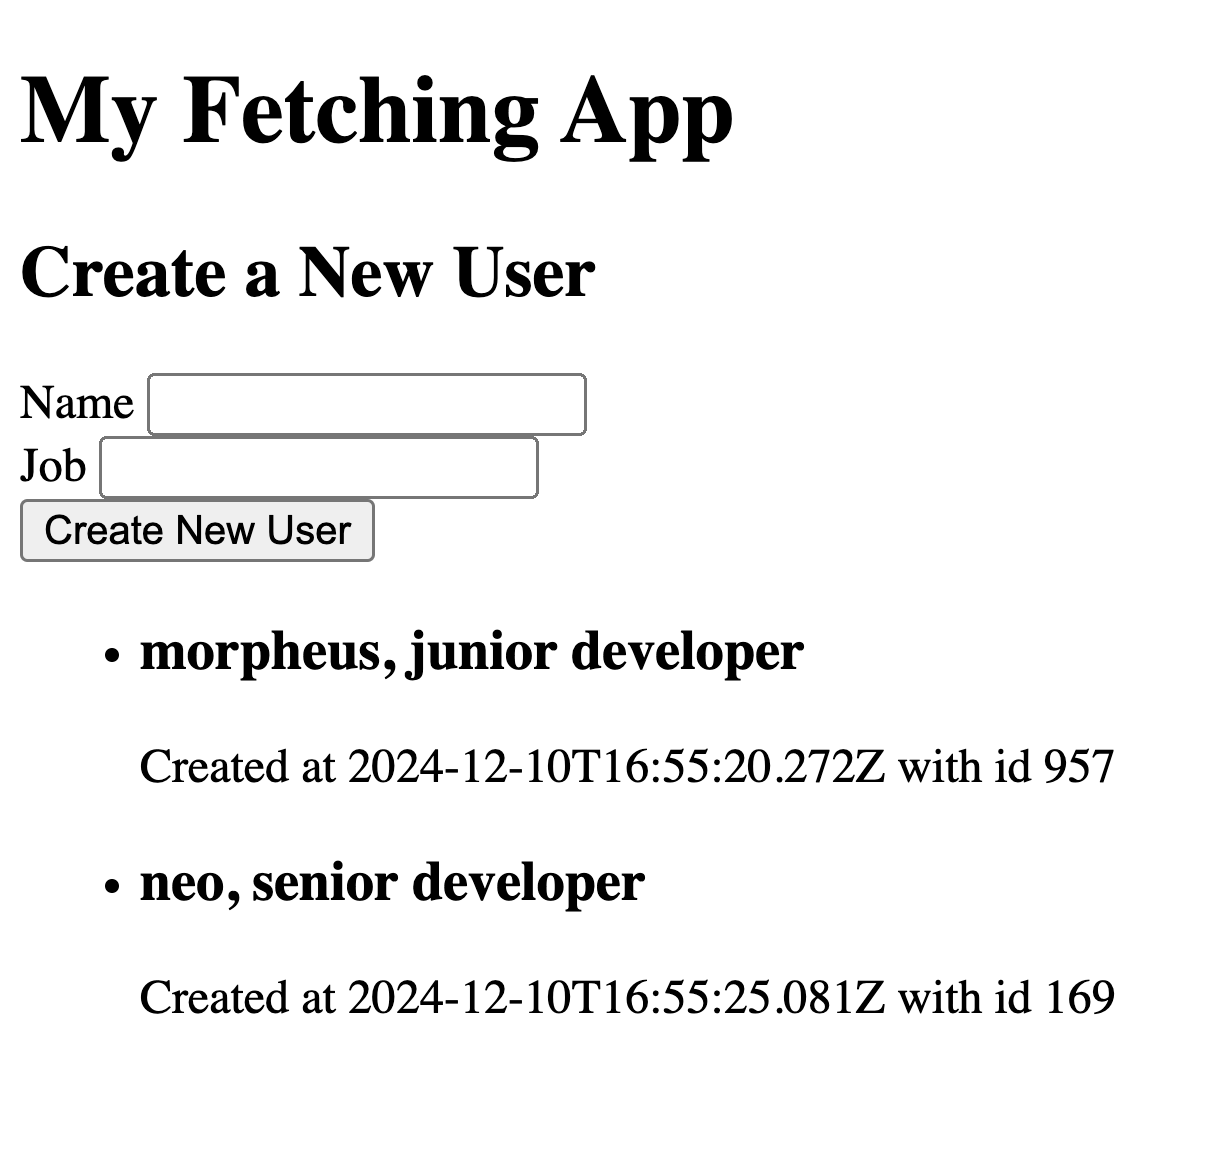 My Fetching App
Create a New User
Name
Job
Create New User
morpheus, junior developer
Created at 2024-12-10T16:55:20.272Z with id 957
neo, senior developer
Created at 2024-12-10T16:55:25.081Z with id 169